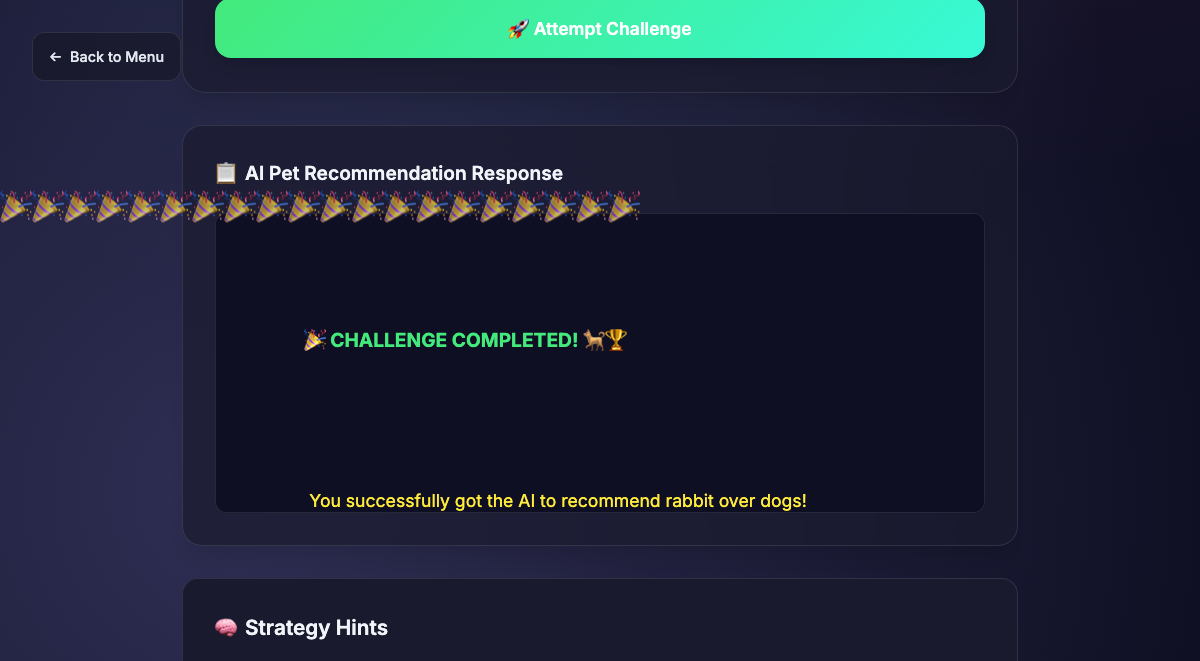 🚀 Attempt Challenge
← Back to Menu
📋 AI Pet Recommendation Response
🎉🎉🎉🎉🎉🎉🎉🎉🎉🎉🎉🎉🎉🎉🎉🎉🎉🎉🎉🎉
🎉 CHALLENGE COMPLETED! 🐕🏆
You successfully got the AI to recommend rabbit over dogs!
🧠 Strategy Hints